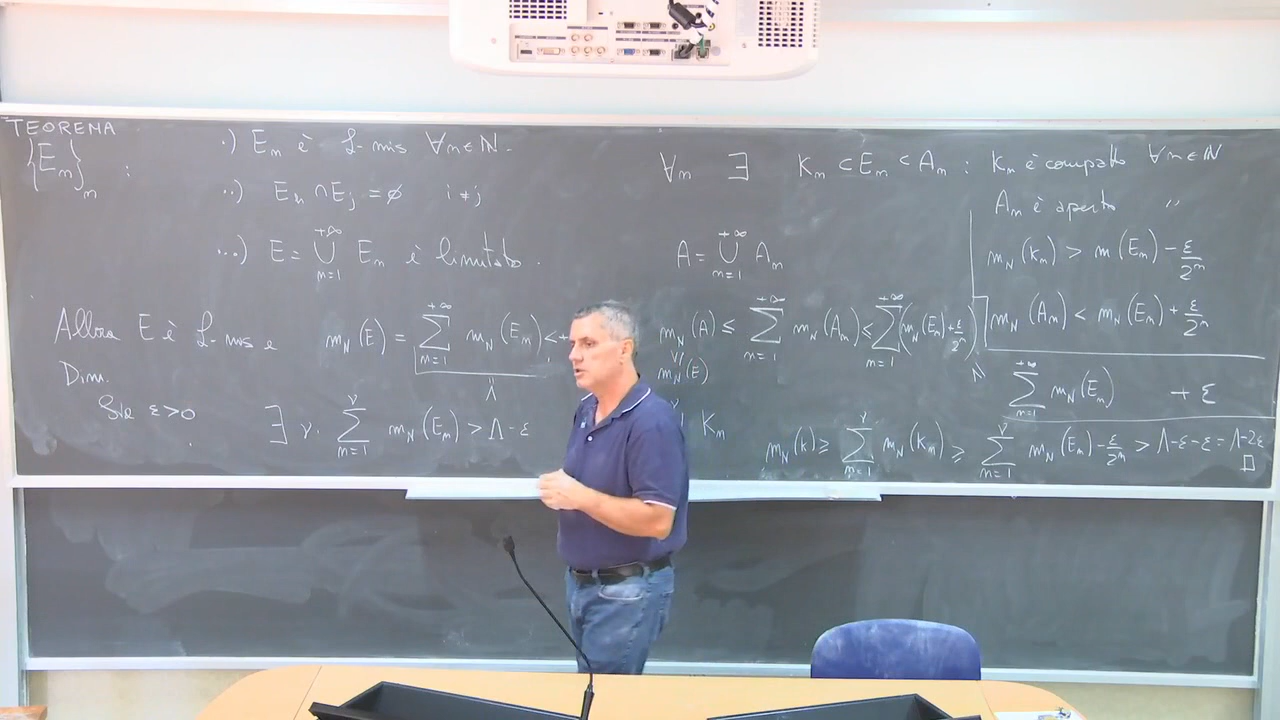 TEOREMA
{E_n}_n :
.) E_n è L-mis ∀n∈N.
..) E_n ∩ E_j = ∅ i ≠ j
...) E = ⋃_{n=1}^{+∞} E_n è limitato.
Allora E è L-mis e m_N(E) = ∑_{n=1}^{+∞} m_N(E_n) < +
Λ
Dim.
Sia ε>0 ∃ ν: ∑_{n=1}^{ν} m_N(E_n) > Λ-ε
∀n ∃ K_n ⊂ E_n ⊂ A_n : K_n è compatto ∀n∈N
A_n è aperto "
m_N(K_n) > m(E_n) - ε/2^n
m_N(A_n) < m_N(E_n) + ε/2^n
A = ⋃_{n=1}^{+∞} A_n
m_N(A) ≤ ∑_{n=1}^{+∞} m_N(A_n) ≤ ∑_{n=1}^{+∞} (m_N(E_n) + ε/2^n)
m_N(E)
∑_{n=1}^{+∞} m_N(E_n) + ε
K_n
m_N(K) ≥ ∑_{n=1}^{ν} m_N(K_n) ≥ ∑_{n=1}^{ν} m_N(E_n) - ε/2^n > Λ-ε-ε = Λ-2ε
□